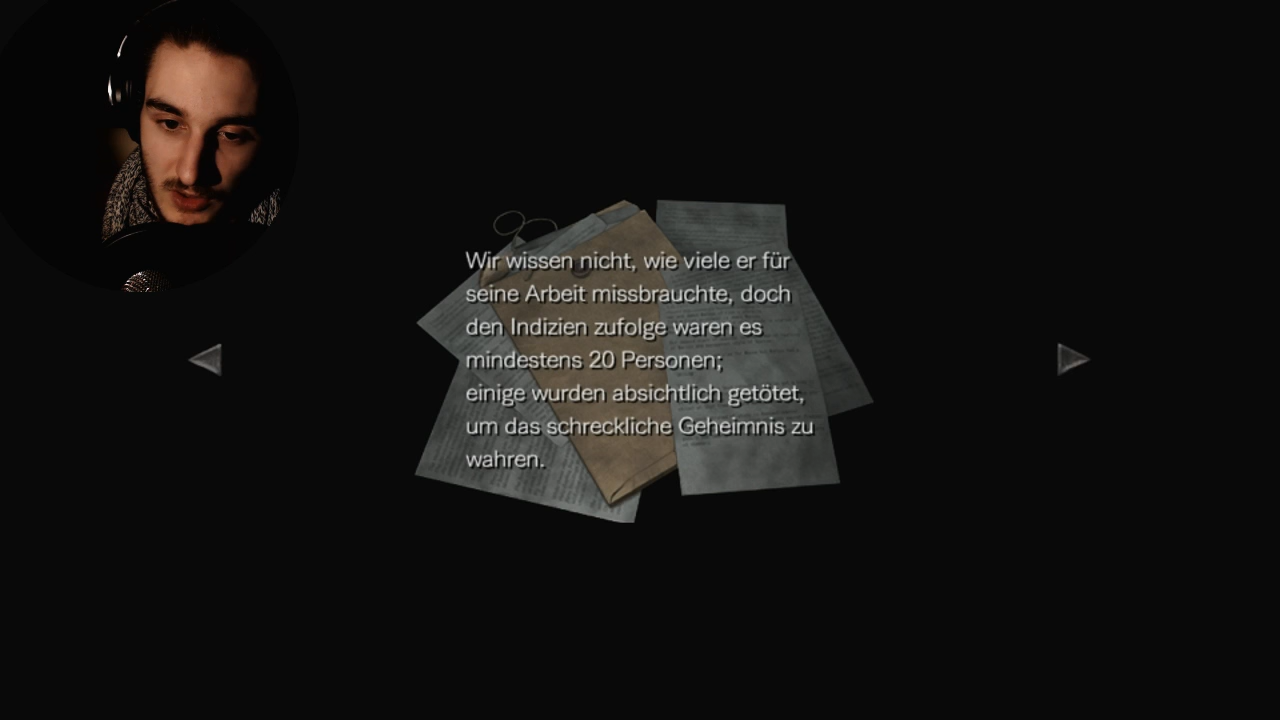 Wir wissen nicht, wie viele er für
seine Arbeit missbrauchte, doch
den Indizien zufolge waren es
mindestens 20 Personen;
einige wurden absichtlich getötet,
um das schreckliche Geheimnis zu
wahren.